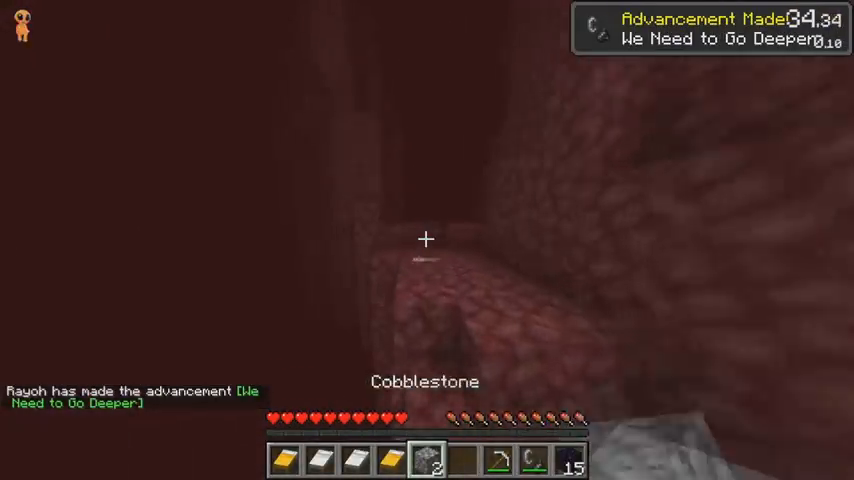 Advancement Made
34.34
We Need to Go Deeper
0.10
Cobblestone
Rayoh has made the advancement [We
Need to Go Deeper]
2
15